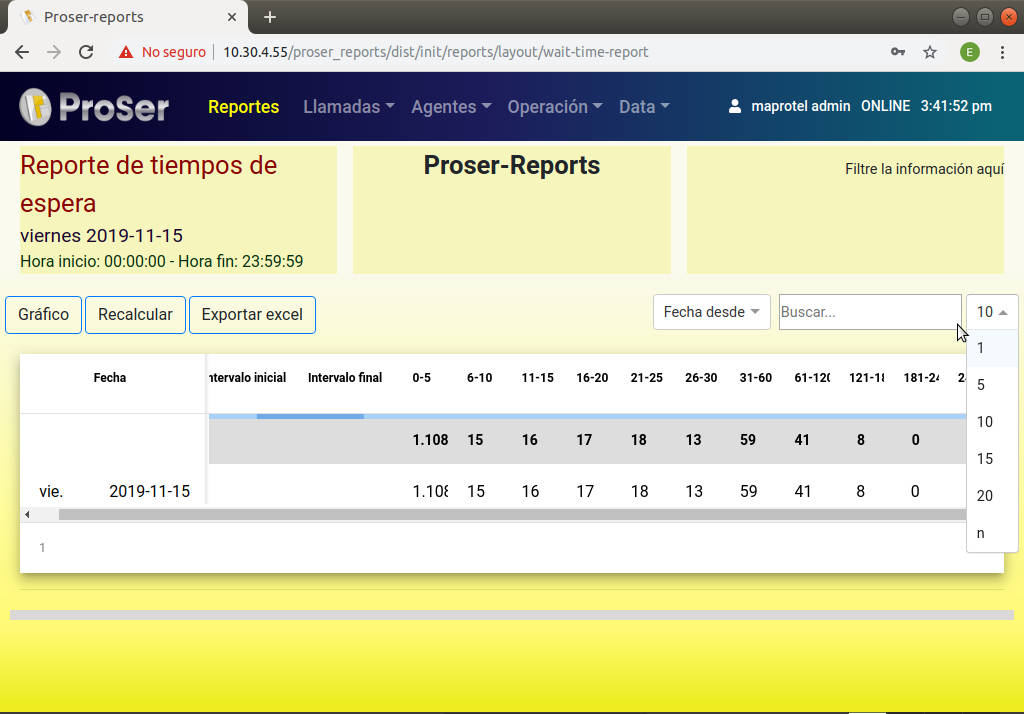 Proser-reports
No seguro
10.30.4.55/proser_reports/dist/init/reports/layout/wait-time-report
E
ProSer
Reportes Llamadas Agentes Operación Data maprotel admin ONLINE 3:41:52 pm
Reporte de tiempos de
espera
viernes 2019-11-15
Hora inicio: 00:00:00 - Hora fin: 23:59:59
Proser-Reports
Filtre la información aquí
Gráfico Recalcular Exportar excel Fecha desde Buscar... 10
1
5
10
15
20
n
Fecha ntervalo inicial Intervalo final 0-5 6-10 11-15 16-20 21-25 26-30 31-60 61-120 121-18 181-24 2
1.108 15 16 17 18 13 59 41 8 0
vie. 2019-11-15 1.108 15 16 17 18 13 59 41 8 0
1